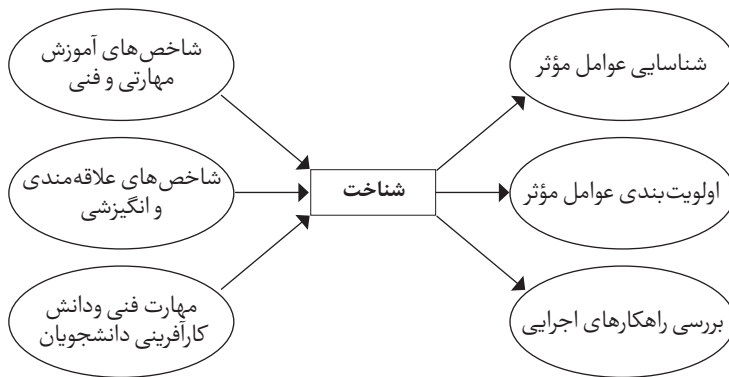 شناسایی عوامل مؤثر
اولویت‌بندی عوامل مؤثر
بررسی راهکارهای اجرایی
شناخت
شاخص‌های آموزش
مهارتی و فنی
شاخص‌های علاقه‌مندی
و انگیزشی
مهارت فنی ودانش
کارآفرینی دانشجویان